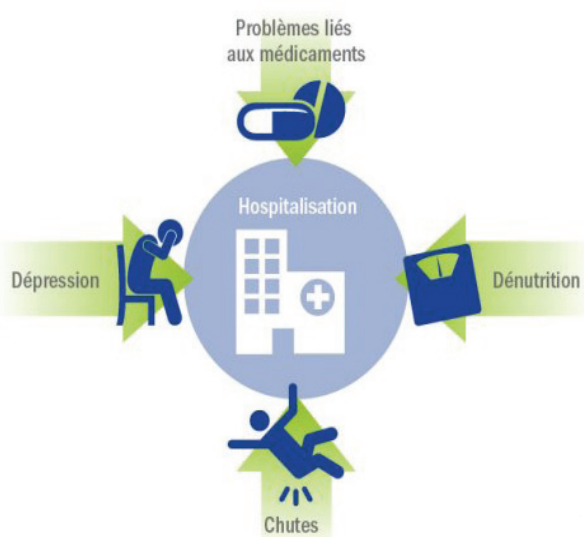 Problèmes liés
aux médicaments
Hospitalisation
Dépression
Dénutrition
Chutes